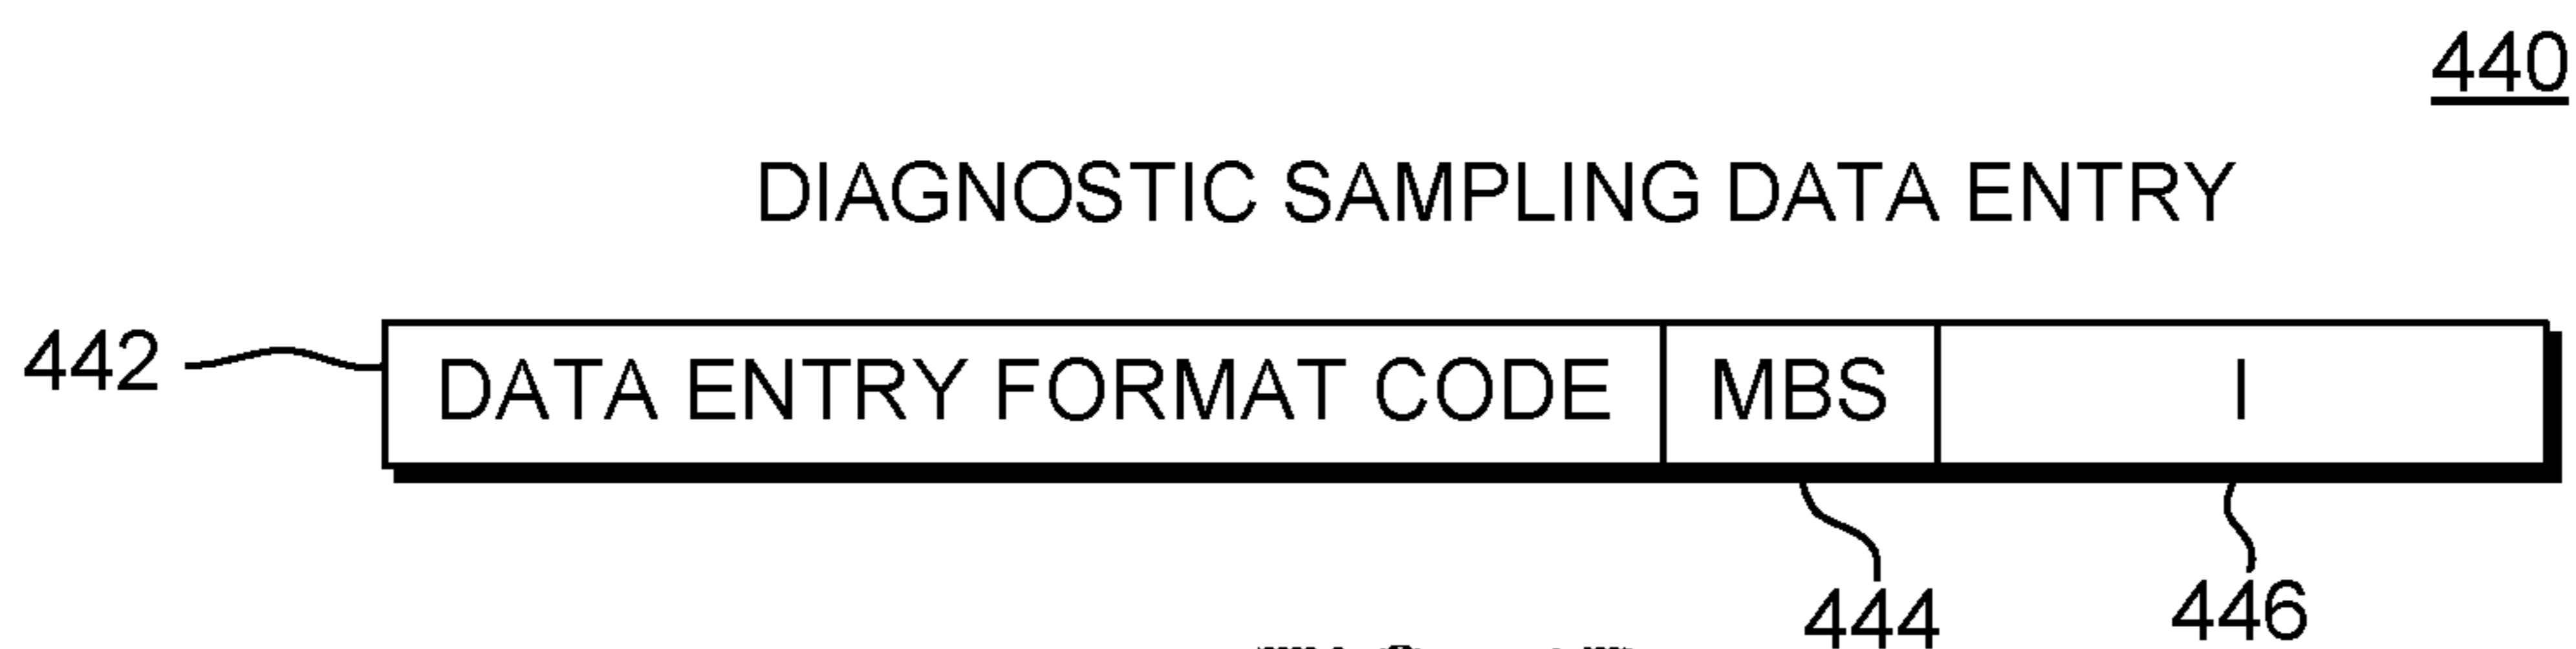 440
DIAGNOSTIC SAMPLING DATA ENTRY
442 DATA ENTRY FORMAT CODE MBS I
444 446